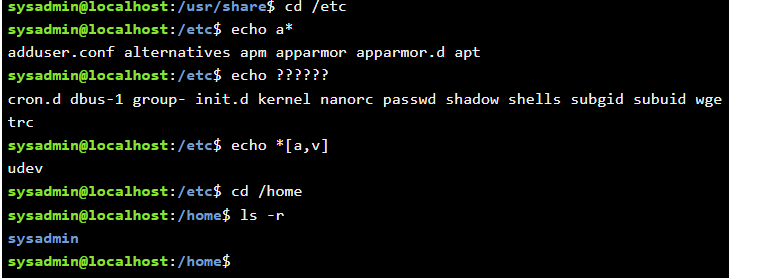 sysadmin@localhost:/usr/share$ cd /etc
sysadmin@localhost:/etc$ echo a*
adduser.conf alternatives apm apparmor apparmor.d apt
sysadmin@localhost:/etc$ echo ??????
cron.d dbus-1 group- init.d kernel nanorc passwd shadow shells subgid subuid wge
trc
sysadmin@localhost:/etc$ echo *[a,v]
udev
sysadmin@localhost:/etc$ cd /home
sysadmin@localhost:/home$ ls -r
sysadmin
sysadmin@localhost:/home$